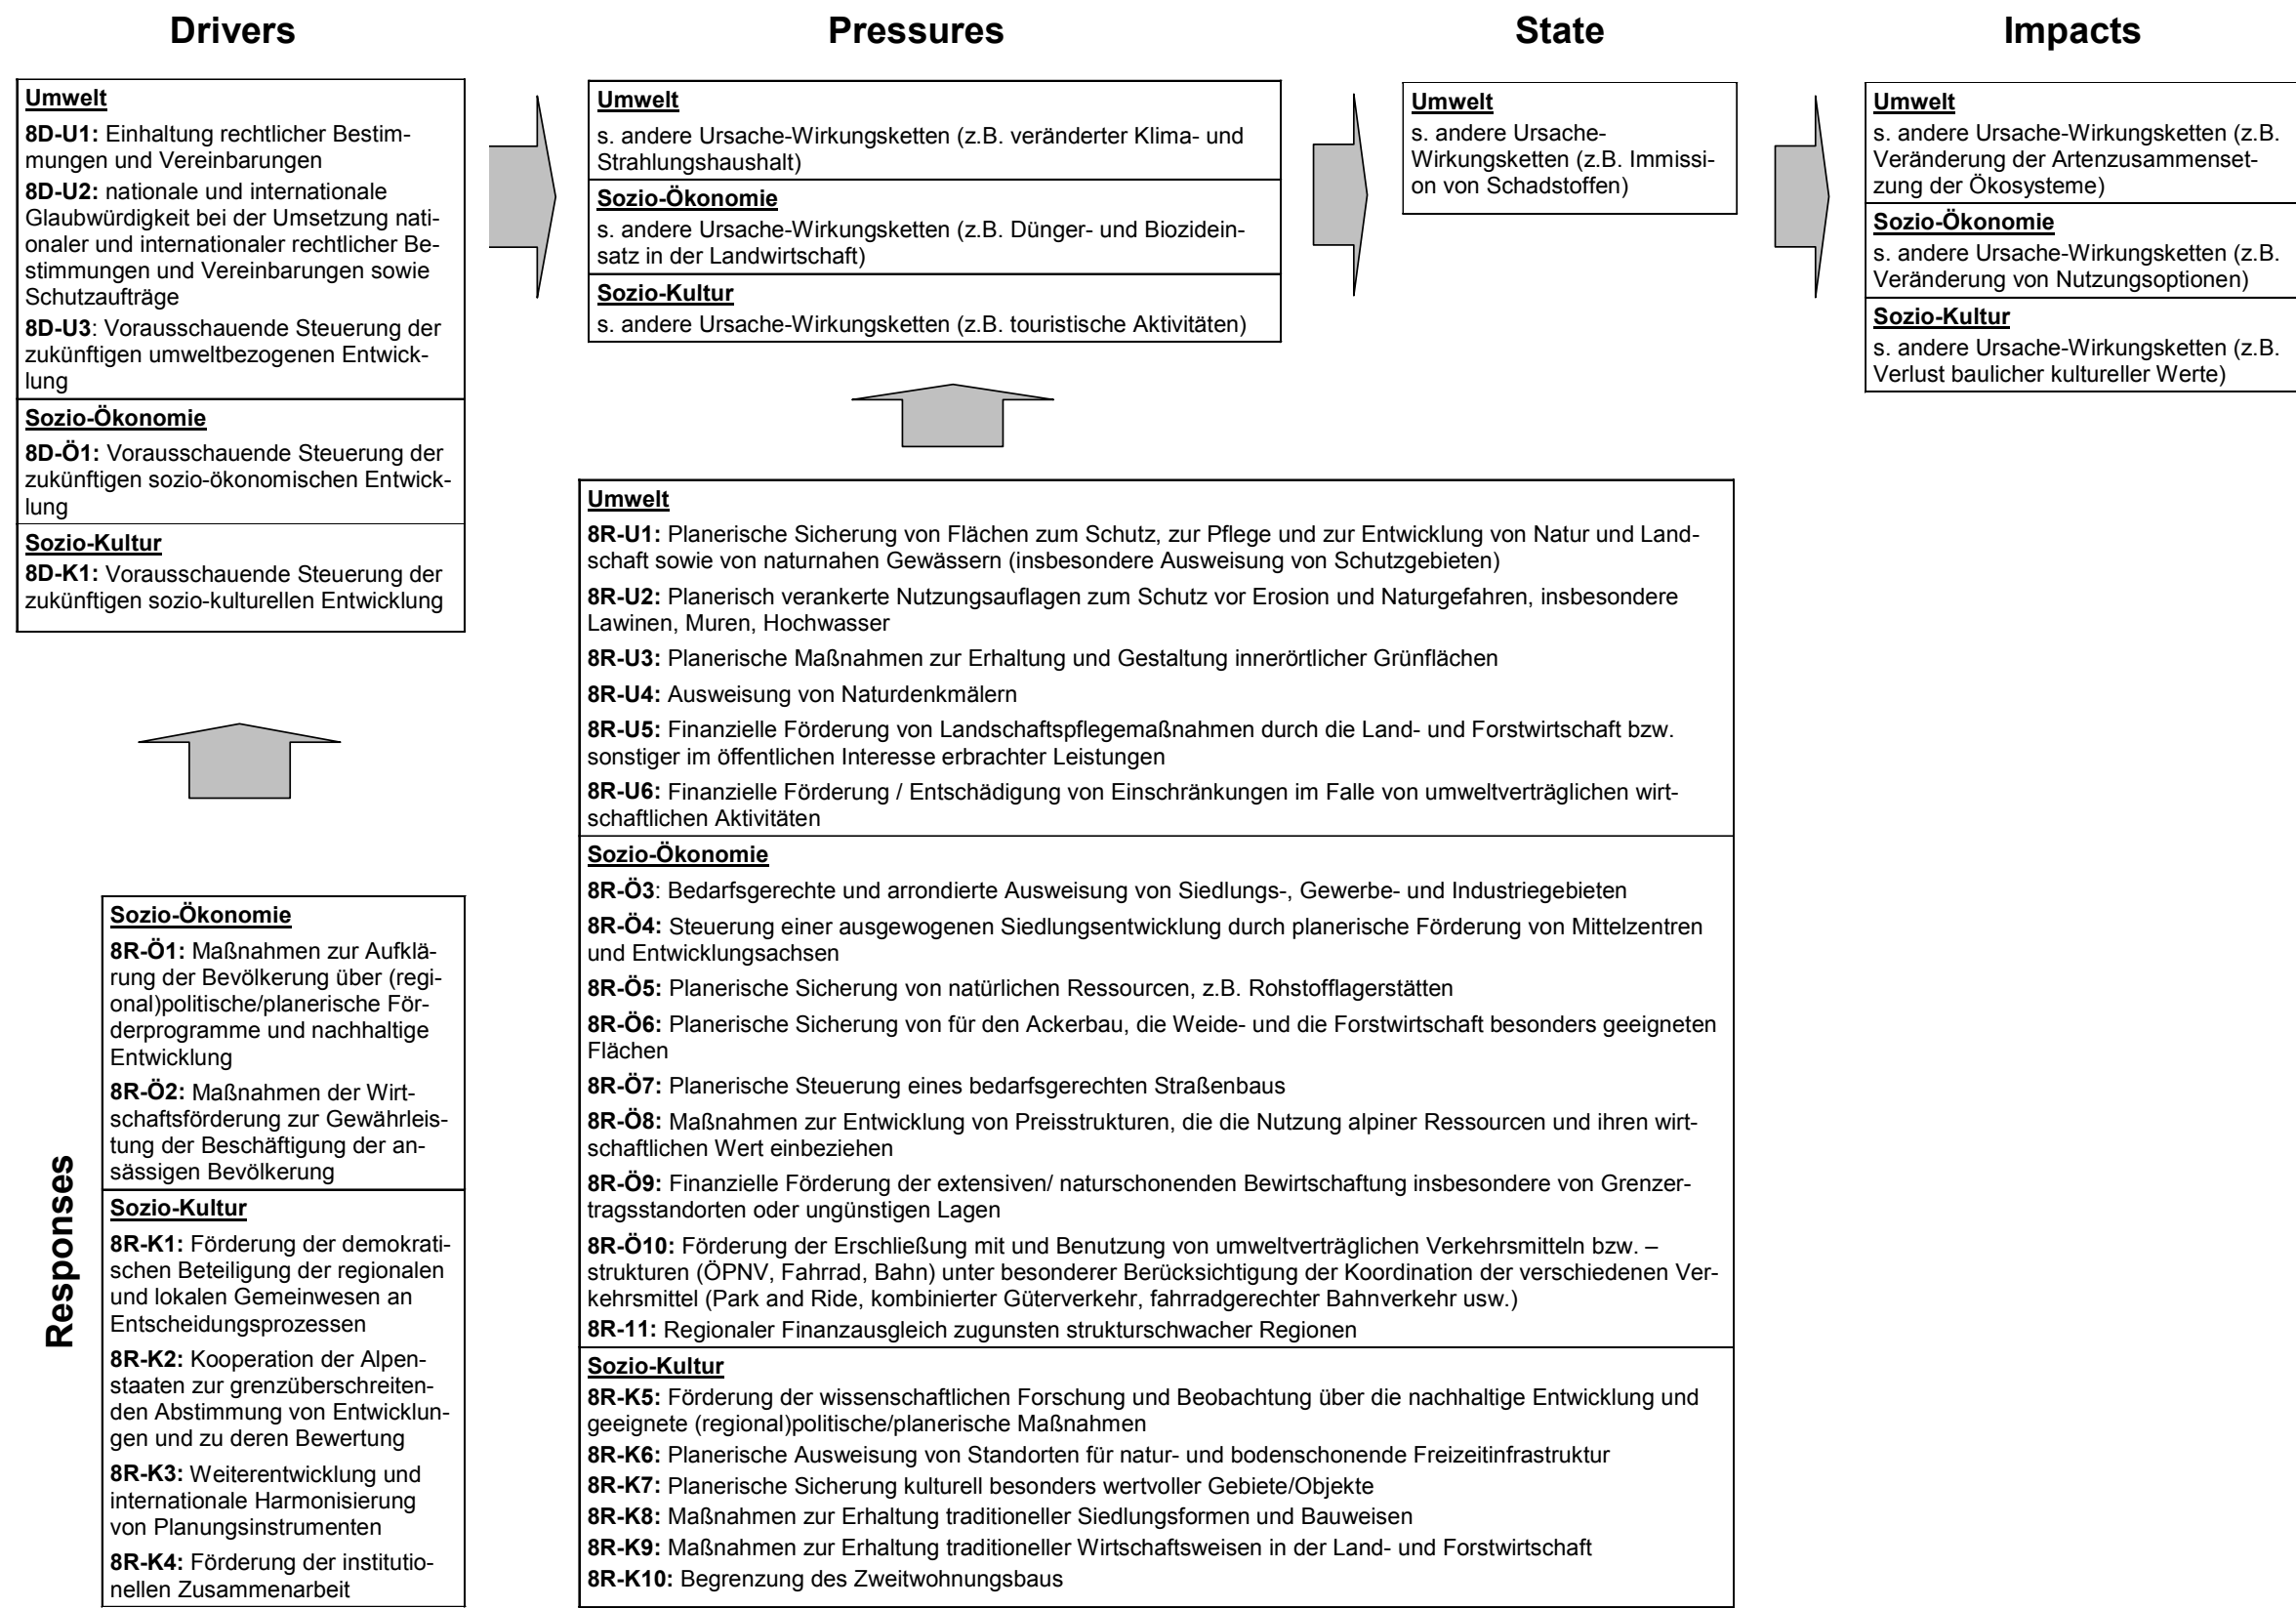 Drivers
Umwelt
8D-U1: Einhaltung rechtlicher Bestim-
mungen und Vereinbarungen
8D-U2: nationale und internationale
Glaubwürdigkeit bei der Umsetzung nati-
onaler und internationaler rechtlicher Be-
stimmungen und Vereinbarungen sowie
Schutzaufträge
8D-U3: Vorausschauende Steuerung der
zukünftigen umweltbezogenen Entwick-
lung
Sozio-Ökonomie
8D-Ö1: Vorausschauende Steuerung der
zukünftigen sozio-ökonomischen Entwick-
lung
Sozio-Kultur
8D-K1: Vorausschauende Steuerung der
zukünftigen sozio-kulturellen Entwicklung
Pressures
Umwelt
s. andere Ursache-Wirkungsketten (z.B. veränderter Klima- und
Strahlungshaushalt)
Sozio-Ökonomie
s. andere Ursache-Wirkungsketten (z.B. Dünger- und Biozidein-
satz in der Landwirtschaft)
Sozio-Kultur
s. andere Ursache-Wirkungsketten (z.B. touristische Aktivitäten)
State
Umwelt
s. andere Ursache-
Wirkungsketten (z.B. Immissi-
on von Schadstoffen)
Impacts
Umwelt
s. andere Ursache-Wirkungsketten (z.B.
Veränderung der Artenzusammenset-
zung der Ökosysteme)
Sozio-Ökonomie
s. andere Ursache-Wirkungsketten (z.B.
Veränderung von Nutzungsoptionen)
Sozio-Kultur
s. andere Ursache-Wirkungsketten (z.B.
Verlust baulicher kultureller Werte)
Responses
Sozio-Ökonomie
8R-Ö1: Maßnahmen zur Aufklä-
rung der Bevölkerung über (regi-
onal)politische/planerische För-
derprogramme und nachhaltige
Entwicklung
8R-Ö2: Maßnahmen der Wirt-
schaftsförderung zur Gewährleis-
tung der Beschäftigung der an-
sässigen Bevölkerung
Sozio-Kultur
8R-K1: Förderung der demokrati-
schen Beteiligung der regionalen
und lokalen Gemeinwesen an
Entscheidungsprozessen
8R-K2: Kooperation der Alpen-
staaten zur grenzüberschreiten-
den Abstimmung von Entwicklun-
gen und zu deren Bewertung
8R-K3: Weiterentwicklung und
internationale Harmonisierung
von Planungsinstrumenten
8R-K4: Förderung der institutio-
nellen Zusammenarbeit
Umwelt
8R-U1: Planerische Sicherung von Flächen zum Schutz, zur Pflege und zur Entwicklung von Natur und Land-
schaft sowie von naturnahen Gewässern (insbesondere Ausweisung von Schutzgebieten)
8R-U2: Planerisch verankerte Nutzungsauflagen zum Schutz vor Erosion und Naturgefahren, insbesondere
Lawinen, Muren, Hochwasser
8R-U3: Planerische Maßnahmen zur Erhaltung und Gestaltung innerörtlicher Grünflächen
8R-U4: Ausweisung von Naturdenkmälern
8R-U5: Finanzielle Förderung von Landschaftspflegemaßnahmen durch die Land- und Forstwirtschaft bzw.
sonstiger im öffentlichen Interesse erbrachter Leistungen
8R-U6: Finanzielle Förderung / Entschädigung von Einschränkungen im Falle von umweltverträglichen wirt-
schaftlichen Aktivitäten
Sozio-Ökonomie
8R-Ö3: Bedarfsgerechte und arrondierte Ausweisung von Siedlungs-, Gewerbe- und Industriegebieten
8R-Ö4: Steuerung einer ausgewogenen Siedlungsentwicklung durch planerische Förderung von Mittelzentren
und Entwicklungsachsen
8R-Ö5: Planerische Sicherung von natürlichen Ressourcen, z.B. Rohstofflagerstätten
8R-Ö6: Planerische Sicherung von für den Ackerbau, die Weide- und die Forstwirtschaft besonders geeigneten
Flächen
8R-Ö7: Planerische Steuerung eines bedarfsgerechten Straßenbaus
8R-Ö8: Maßnahmen zur Entwicklung von Preisstrukturen, die die Nutzung alpiner Ressourcen und ihren wirt-
schaftlichen Wert einbeziehen
8R-Ö9: Finanzielle Förderung der extensiven/ naturschonenden Bewirtschaftung insbesondere von Grenzer-
tragsstandorten oder ungünstigen Lagen
8R-Ö10: Förderung der Erschließung mit und Benutzung von umweltverträglichen Verkehrsmitteln bzw. –
strukturen (ÖPNV, Fahrrad, Bahn) unter besonderer Berücksichtigung der Koordination der verschiedenen Ver-
kehrsmittel (Park and Ride, kombinierter Güterverkehr, fahrradgerechter Bahnverkehr usw.)
8R-11: Regionaler Finanzausgleich zugunsten strukturschwacher Regionen
Sozio-Kultur
8R-K5: Förderung der wissenschaftlichen Forschung und Beobachtung über die nachhaltige Entwicklung und
geeignete (regional)politische/planerische Maßnahmen
8R-K6: Planerische Ausweisung von Standorten für natur- und bodenschonende Freizeitinfrastruktur
8R-K7: Planerische Sicherung kulturell besonders wertvoller Gebiete/Objekte
8R-K8: Maßnahmen zur Erhaltung traditioneller Siedlungsformen und Bauweisen
8R-K9: Maßnahmen zur Erhaltung traditioneller Wirtschaftsweisen in der Land- und Forstwirtschaft
8R-K10: Begrenzung des Zweitwohnungsbaus